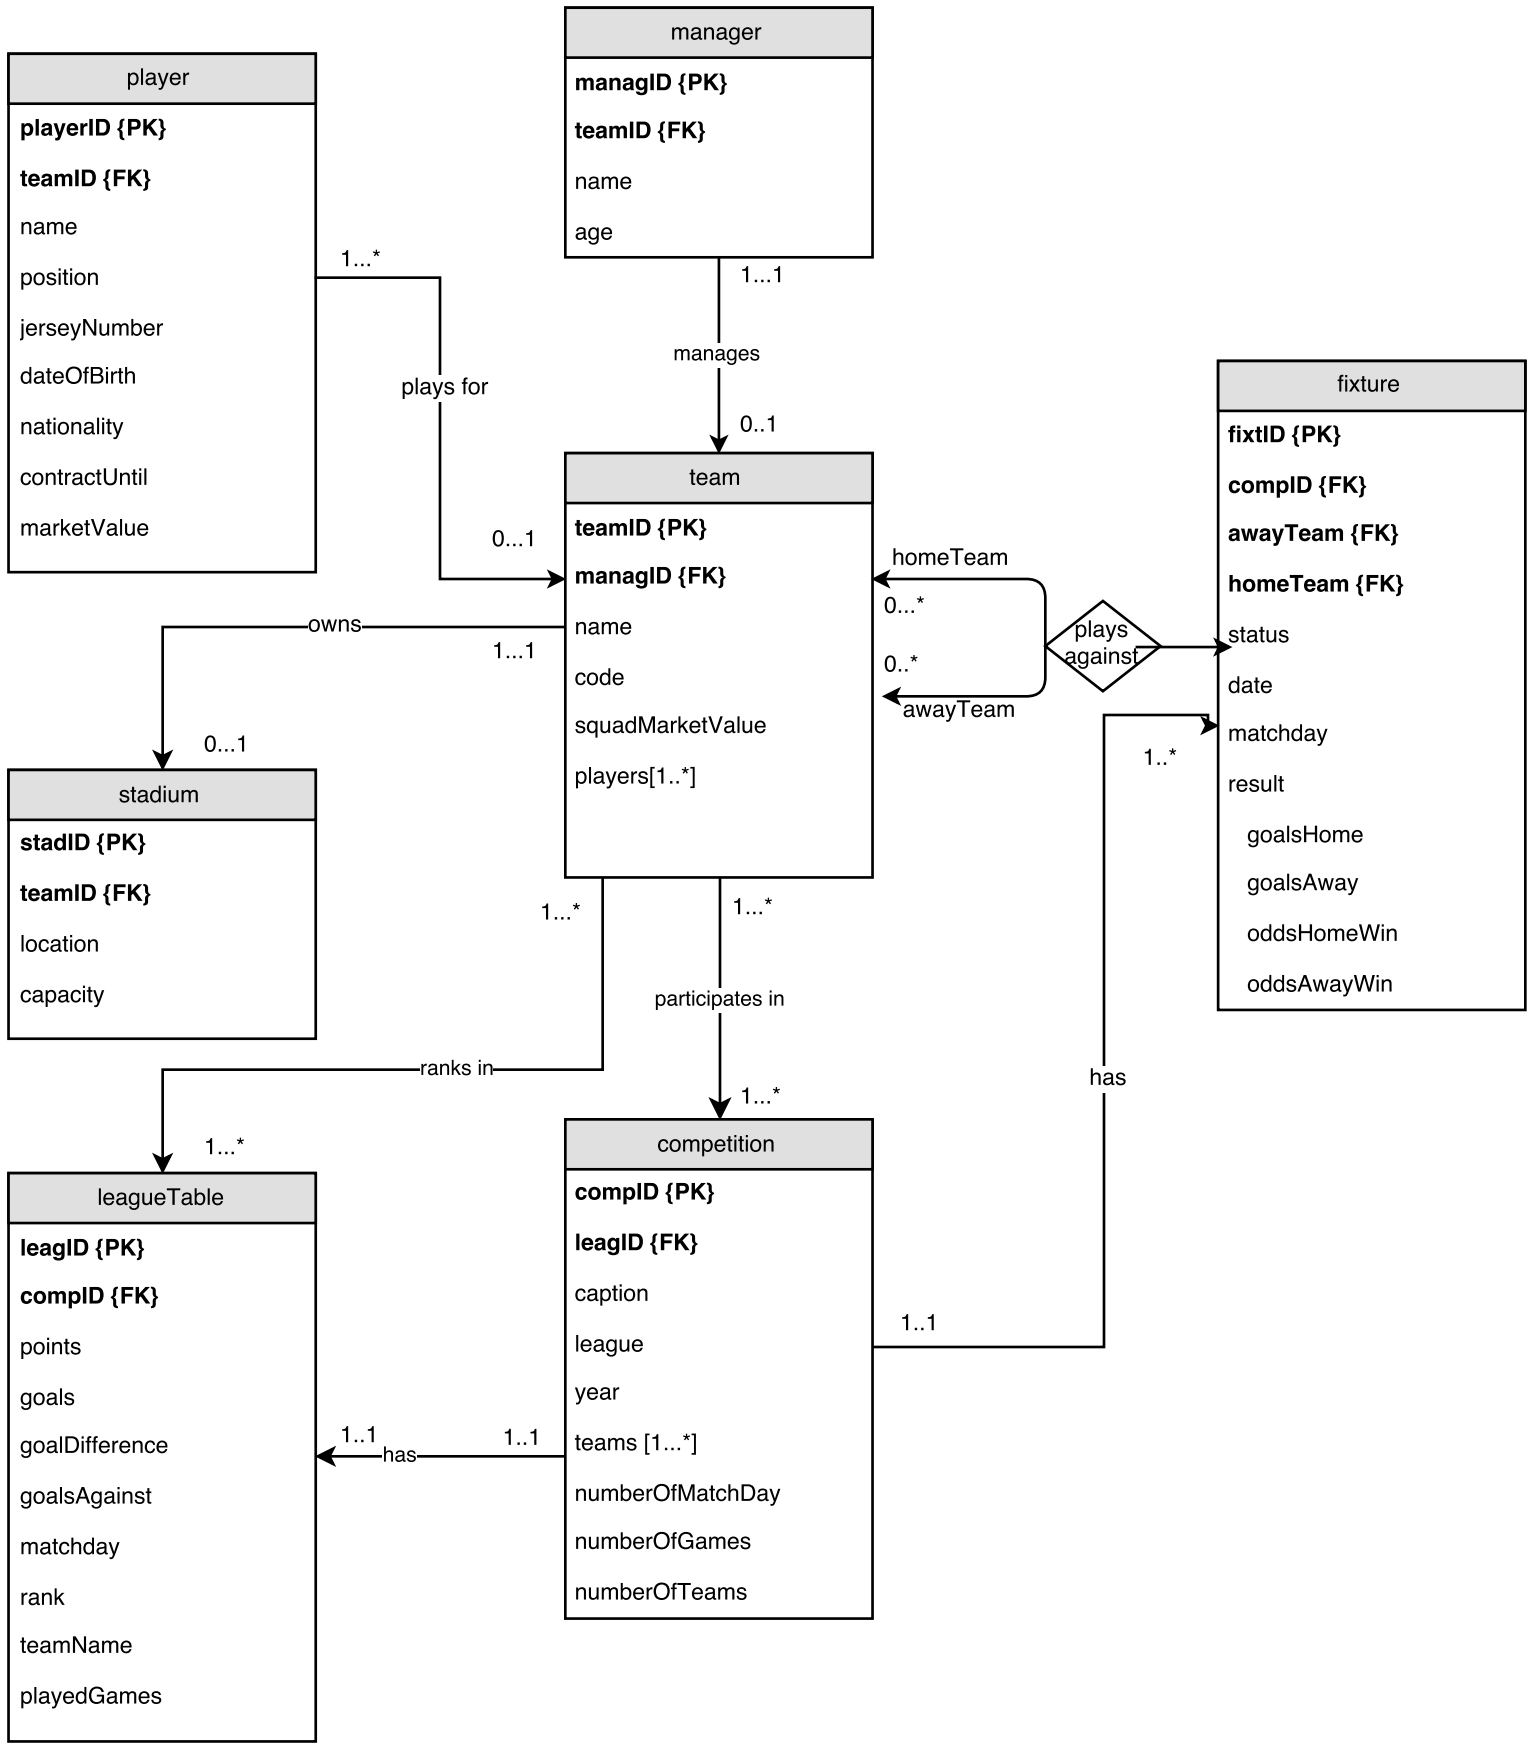 manager
managID {PK}
teamID {FK}
name
age
player
playerID {PK}
teamID {FK}
name
position
jerseyNumber
dateOfBirth
nationality
contractUntil
marketValue
1...*
plays for
0...1
1...1
manages
0..1
team
teamID {PK}
managID {FK}
name
code
squadMarketValue
players[1..*]
homeTeam
0...*
0..*
awayTeam
plays
against
fixture
fixtID {PK}
compID {FK}
awayTeam {FK}
homeTeam {FK}
status
date
matchday
result
goalsHome
goalsAway
oddsHomeWin
oddsAwayWin
owns
1...1
0...1
stadium
stadID {PK}
teamID {FK}
location
capacity
1...*
ranks in
1...*
1...*
participates in
1...*
1..*
has
1..1
leagueTable
leagID {PK}
compID {FK}
points
goals
goalDifference
goalsAgainst
matchday
rank
teamName
playedGames
1..1
has
1..1
competition
compID {PK}
leagID {FK}
caption
league
year
teams [1...*]
numberOfMatchDay
numberOfGames
numberOfTeams